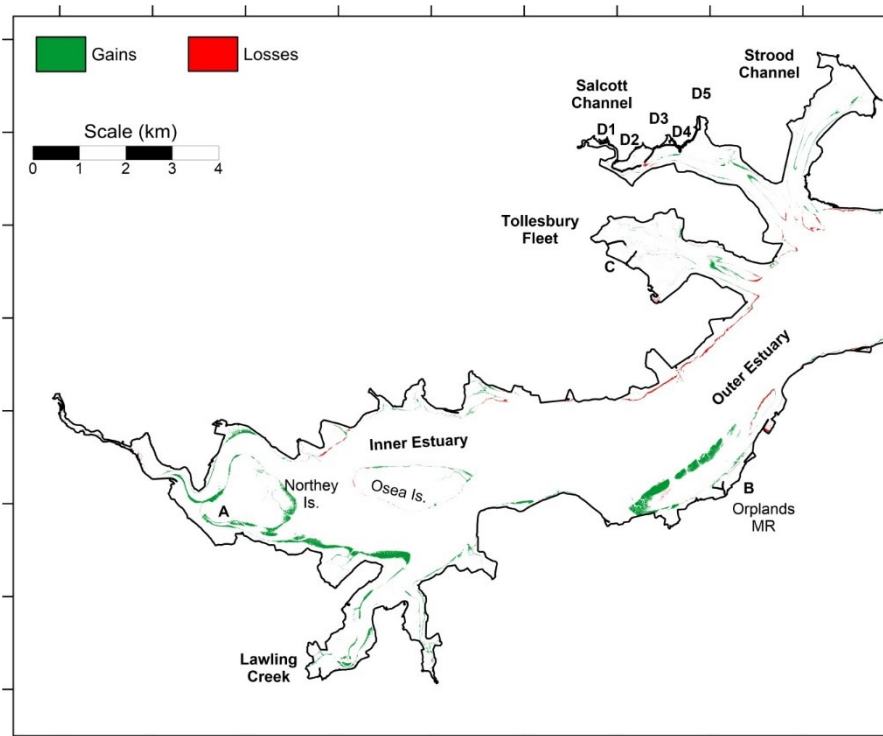 Gains
Losses
Scale (km)
0 1 2 3 4
Strood
Channel
Salcott
Channel
D1
D2
D3
D4
D5
Tollesbury
Fleet
C
Outer Estuary
Inner Estuary
Northey
Is.
Osea Is.
A
B
Orplands
MR
Lawling
Creek